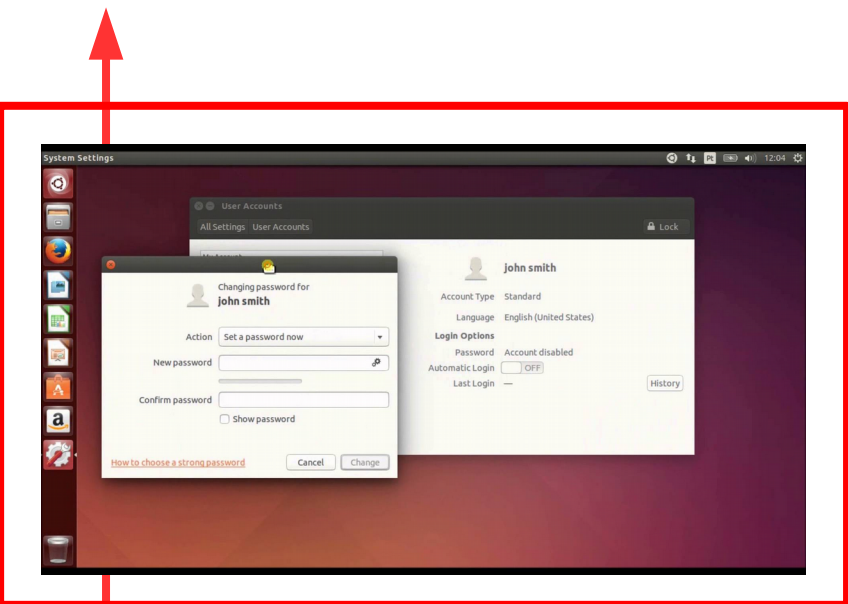 System Settings
Pt
12:04
User Accounts
All Settings User Accounts
Lock
Changing password for
john smith
Action Set a password now
New password
Confirm password
Show password
How to choose a strong password
Cancel Change
john smith
Account Type Standard
Language English (United States)
Login Options
Password Account disabled
Automatic Login OFF
Last Login —
History